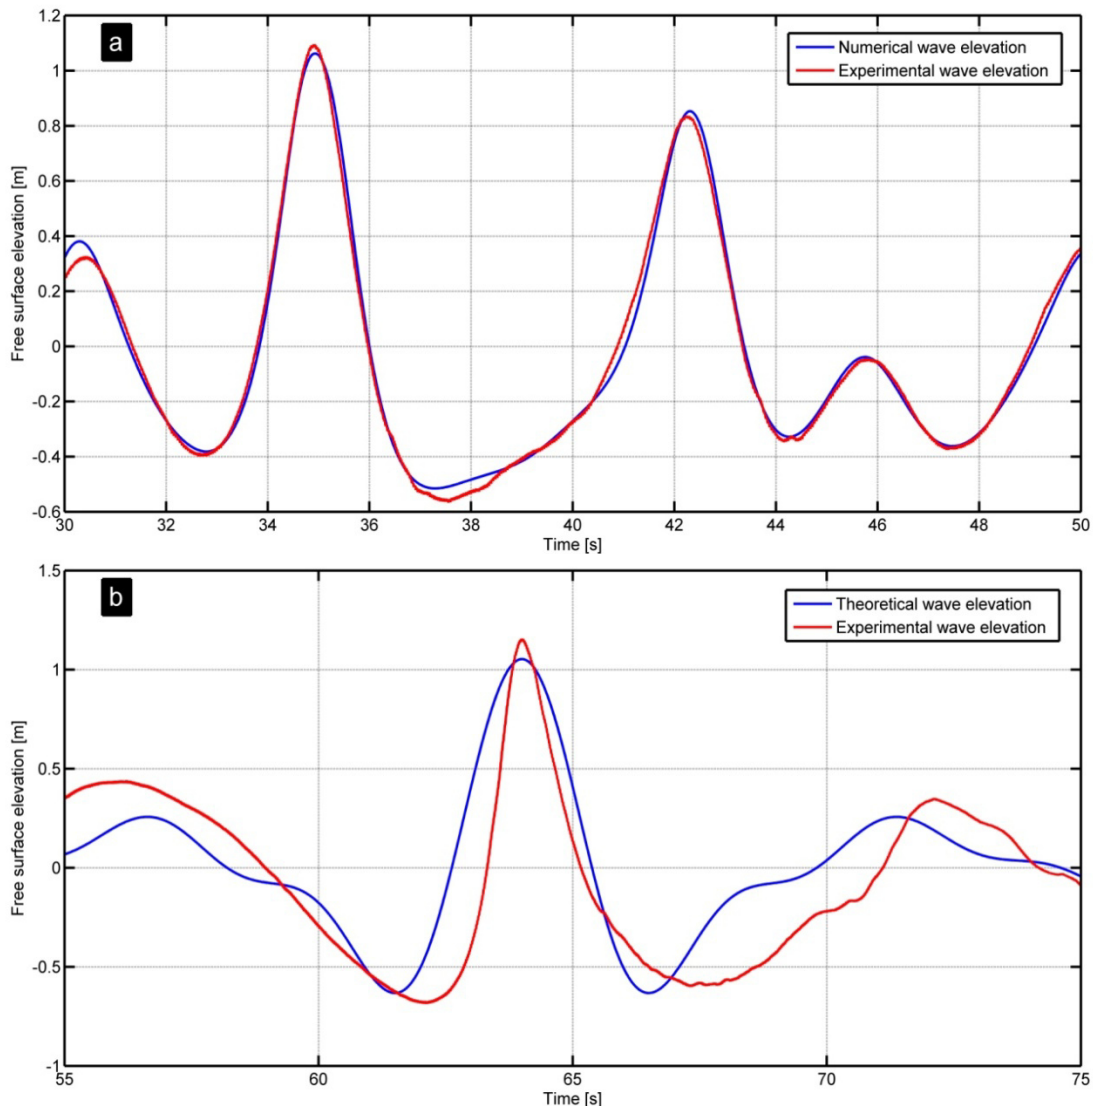 a
Numerical wave elevation
Experimental wave elevation
Free surface elevation [m]
1.2
1
0.8
0.6
0.4
0.2
0
-0.2
-0.4
-0.6
30 32 34 36 38 40 42 44 46 48 50
Time [s]
b
Theoretical wave elevation
Experimental wave elevation
Free surface elevation [m]
1.5
1
0.5
0
-0.5
-1
55 60 65 70 75
Time [s]